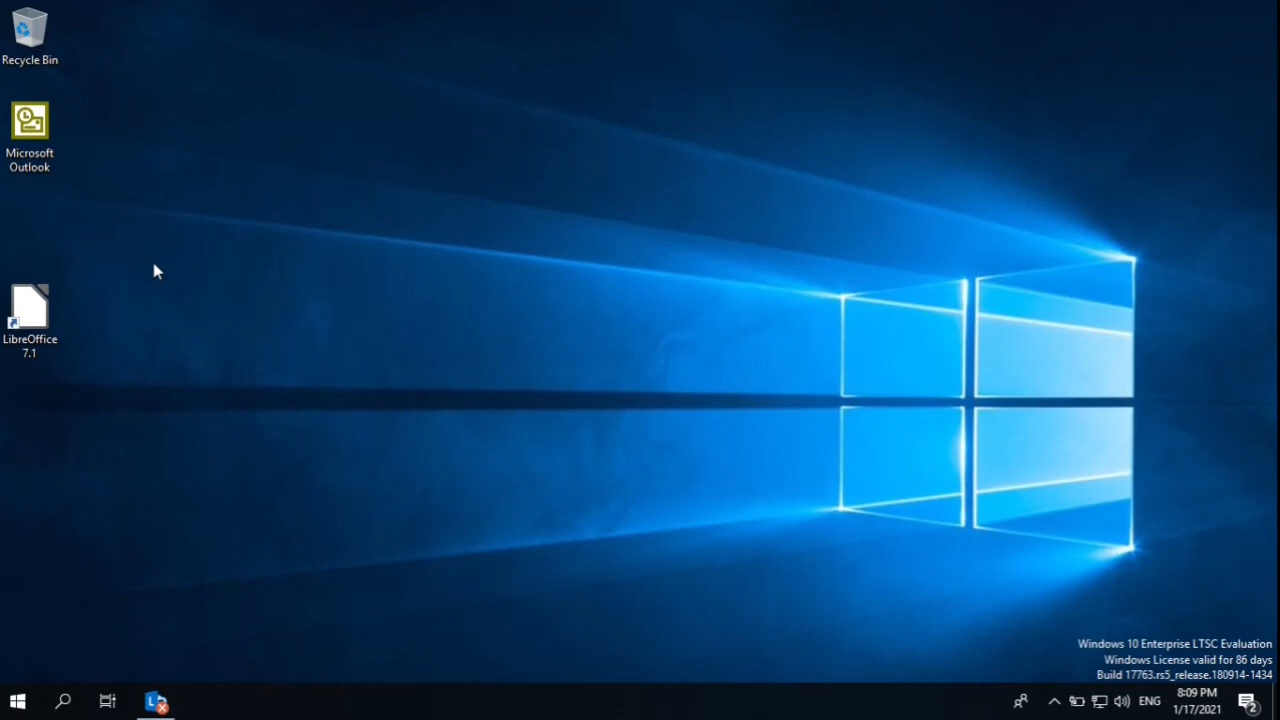 Recycle Bin
Microsoft
Outlook
LibreOffice
7.1
Windows 10 Enterprise LTSC Evaluation
Windows License valid for 86 days
Build 17763.rs5_release.180914-1434
ENG
8:09 PM
1/17/2021
2